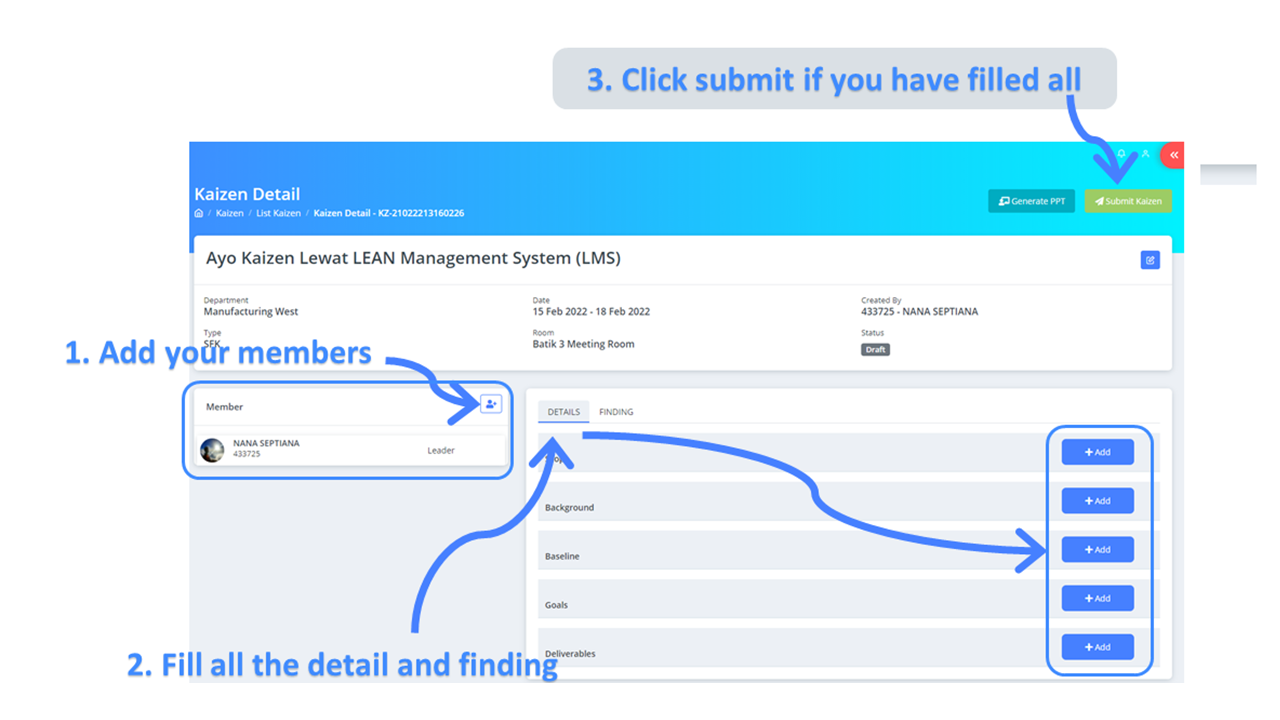 3. Click submit if you have filled all
Kaizen Detail
/ Kaizen / List Kaizen / Kaizen Detail - KZ-21022213160226
Generate PPT
Submit Kaizen
Ayo Kaizen Lewat LEAN Management System (LMS)
Department
Manufacturing West
Date
15 Feb 2022 - 18 Feb 2022
Created By
433725 - NANA SEPTIANA
Type
Room
Batik 3 Meeting Room
Status
Draft
1. Add your members
Member
NANA SEPTIANA
433725
Leader
DETAILS
FINDING
+ Add
Background
+ Add
Baseline
+ Add
Goals
+ Add
Deliverables
+ Add
2. Fill all the detail and finding